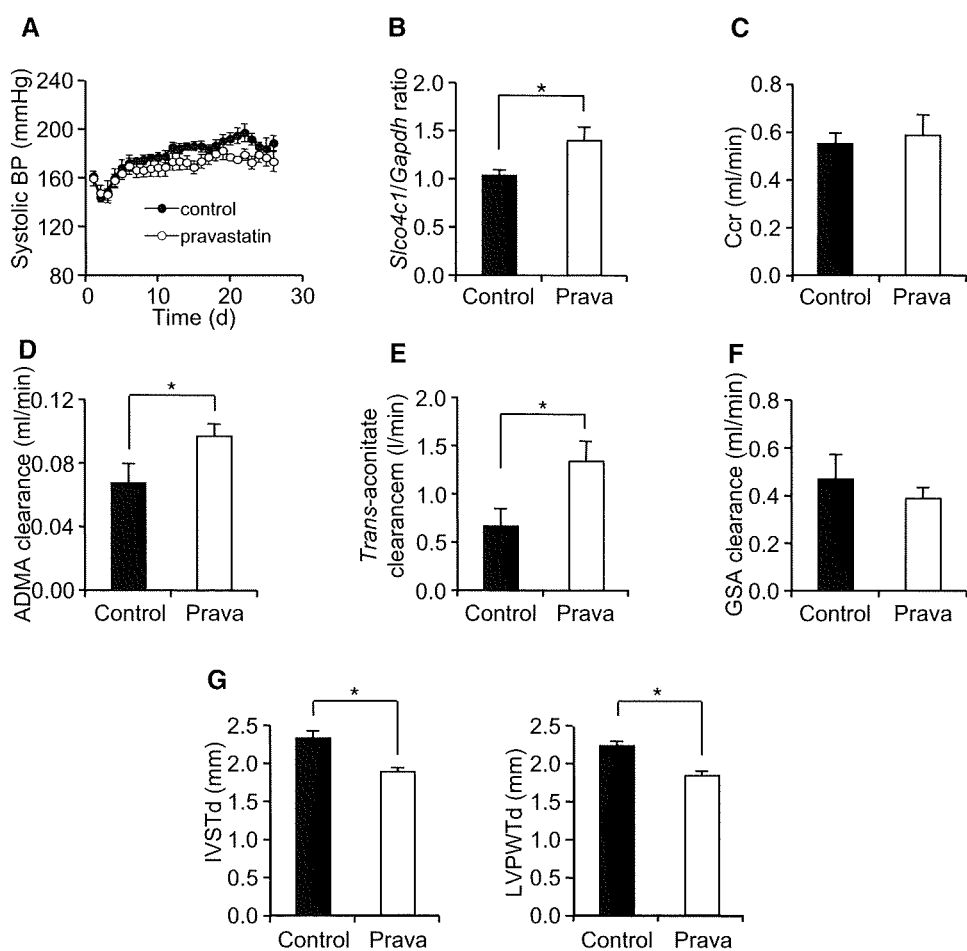 A
Systolic BP (mmHg)
240
200
160
120
80
control
pravastatin
0
10
20
30
Time (d)
B
Slco4c1/Gapdh ratio
2.0
1.5
1.0
0.5
0.0
*
Control
Prava
C
Ccr (ml/min)
0.8
0.6
0.4
0.2
0.0
Control
Prava
D
ADMA clearance (ml/min)
0.12
0.08
0.04
0.00
*
Control
Prava
E
Trans-aconitate
clearancem (l/min)
2.0
1.5
1.0
0.5
0.0
*
Control
Prava
F
GSA clearance (ml/min)
0.8
0.6
0.4
0.2
0.0
Control
Prava
G
IVSTd (mm)
2.5
2.0
1.5
1.0
0.5
0.0
*
Control
Prava
LVPWTd (mm)
2.5
2.0
1.5
1.0
0.5
0.0
*
Control
Prava